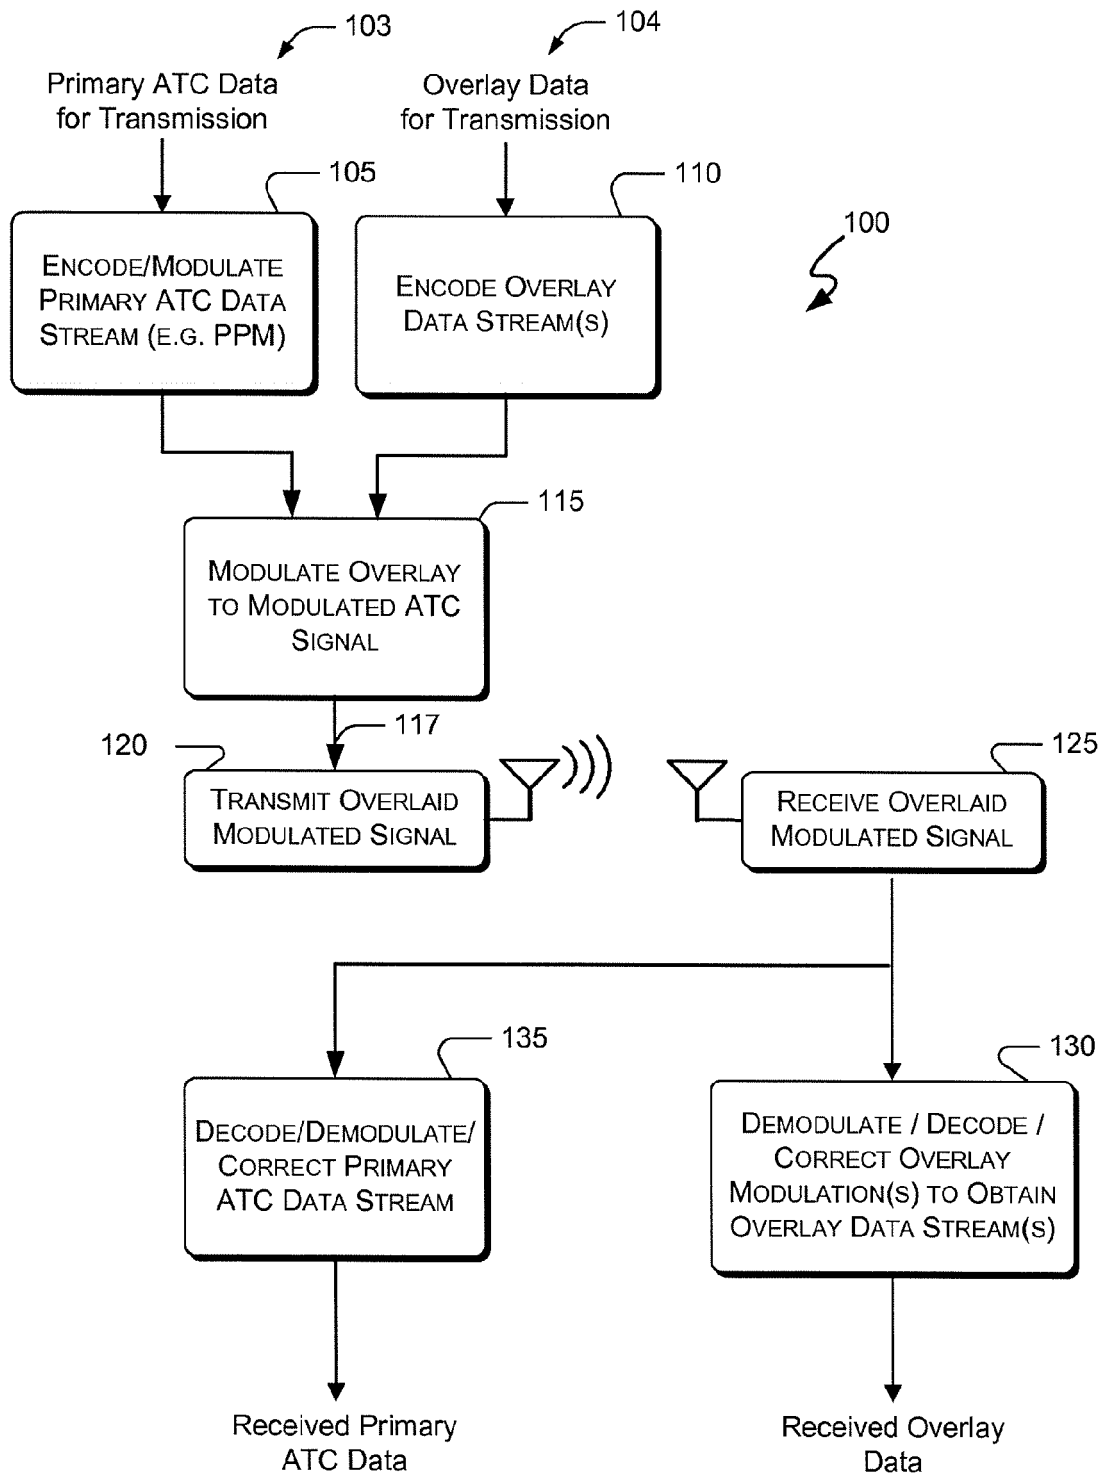 103
104
Primary ATC Data
for Transmission
Overlay Data
for Transmission
105
110
100
ENCODE/MODULATE
PRIMARY ATC DATA
STREAM (E.G. PPM)
ENCODE OVERLAY
DATA STREAM(S)
115
MODULATE OVERLAY
TO MODULATED ATC
SIGNAL
117
120
125
TRANSMIT OVERLAID
MODULATED SIGNAL
RECEIVE OVERLAID
MODULATED SIGNAL
135
130
DECODE/DEMODULATE/
CORRECT PRIMARY
ATC DATA STREAM
DEMODULATE / DECODE /
CORRECT OVERLAY
MODULATION(S) TO OBTAIN
OVERLAY DATA STREAM(S)
Received Primary
ATC Data
Received Overlay
Data